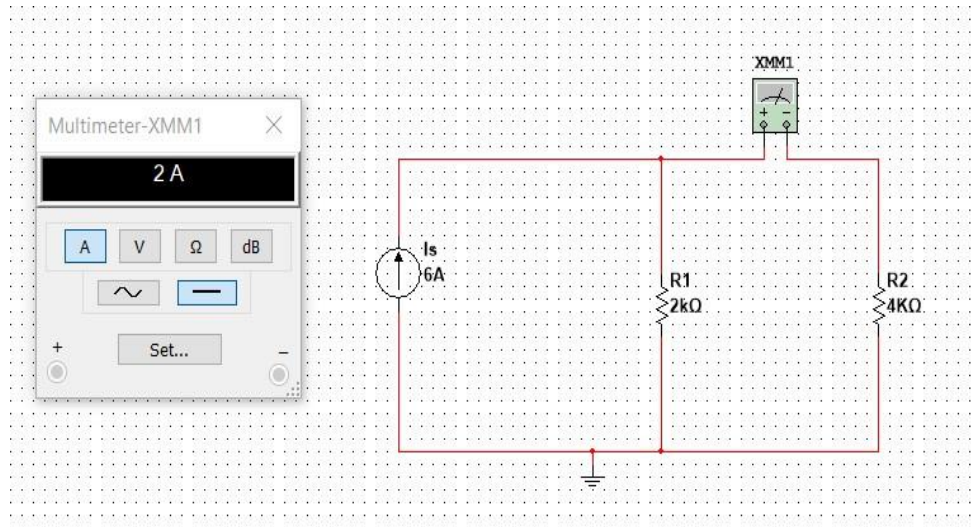 XMM1
Multimeter-XMM1
2 A
A V Ω dB
Set...
+ −
+ −
Is
6A
R1
2kΩ
R2
4KΩ